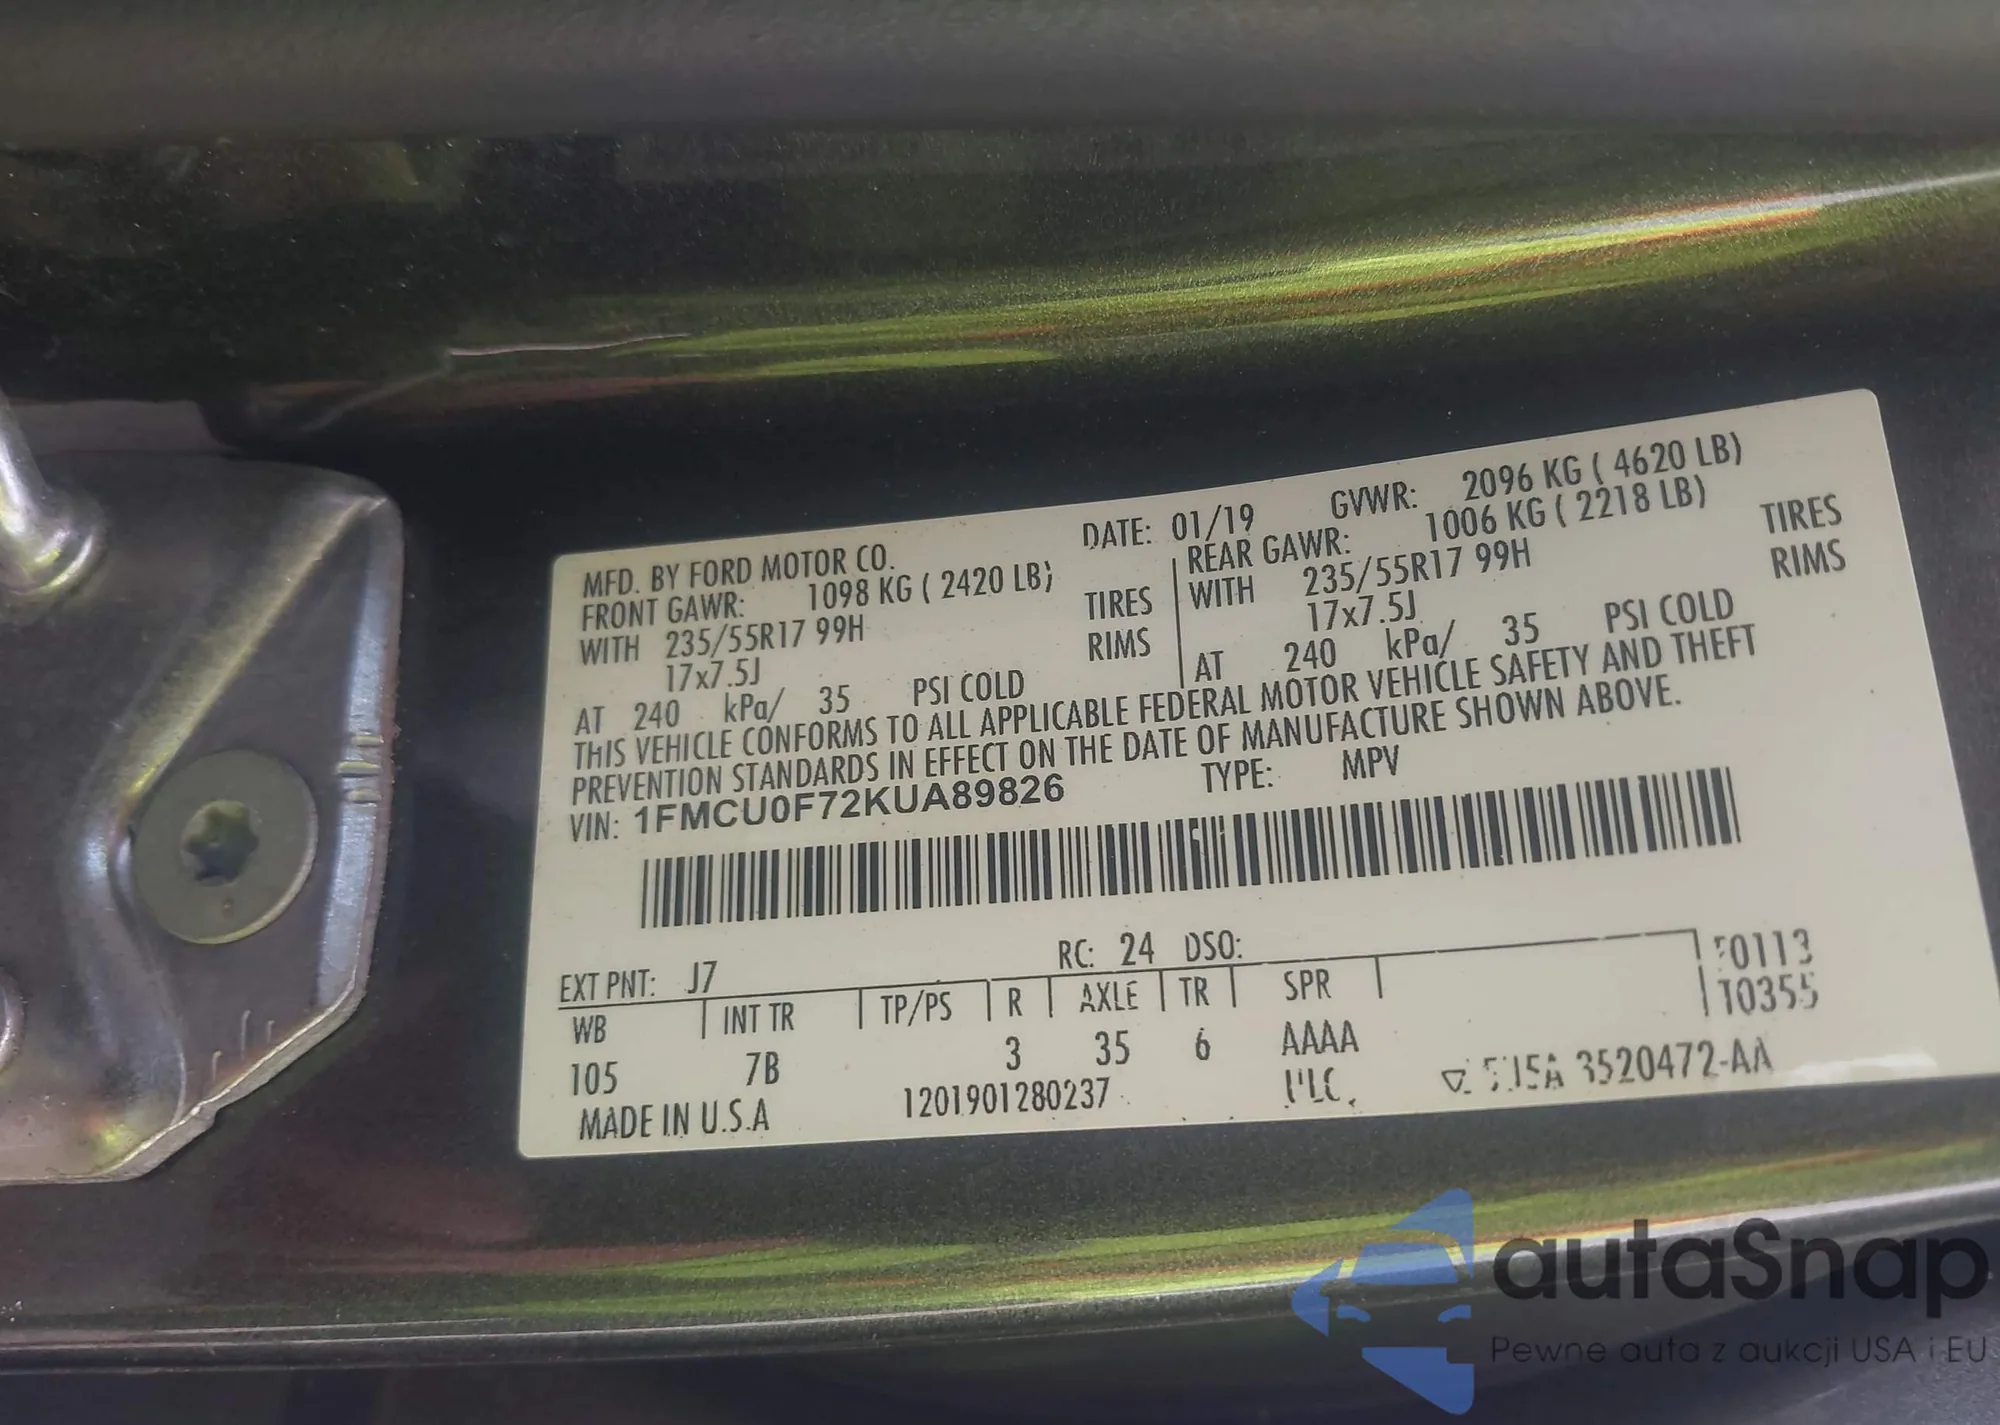 MFD. BY FORD MOTOR CO. DATE: 01/19 GVWR: 2096 KG ( 4620 LB)
FRONT GAWR: 1098 KG ( 2420 LB) REAR GAWR: 1006 KG ( 2218 LB)
WITH 235/55R17 99H TIRES WITH 235/55R17 99H TIRES
17x7.5J RIMS 17x7.5J RIMS
AT 240 kPa/ 35 PSI COLD AT 240 kPa/ 35 PSI COLD
THIS VEHICLE CONFORMS TO ALL APPLICABLE FEDERAL MOTOR VEHICLE SAFETY AND THEFT
PREVENTION STANDARDS IN EFFECT ON THE DATE OF MANUFACTURE SHOWN ABOVE.
VIN: 1FMCU0F72KUA89826 TYPE: MPV
EXT PNT: J7 RC: 24 DSO: F0113
WB INT TR TP/PS R AXLE TR SPR T0355
105 7B 3 35 6 AAAA
MADE IN U.S.A 1201901280237 3520472-AA
autaSnap
Pewne auta z aukcji USA i EU